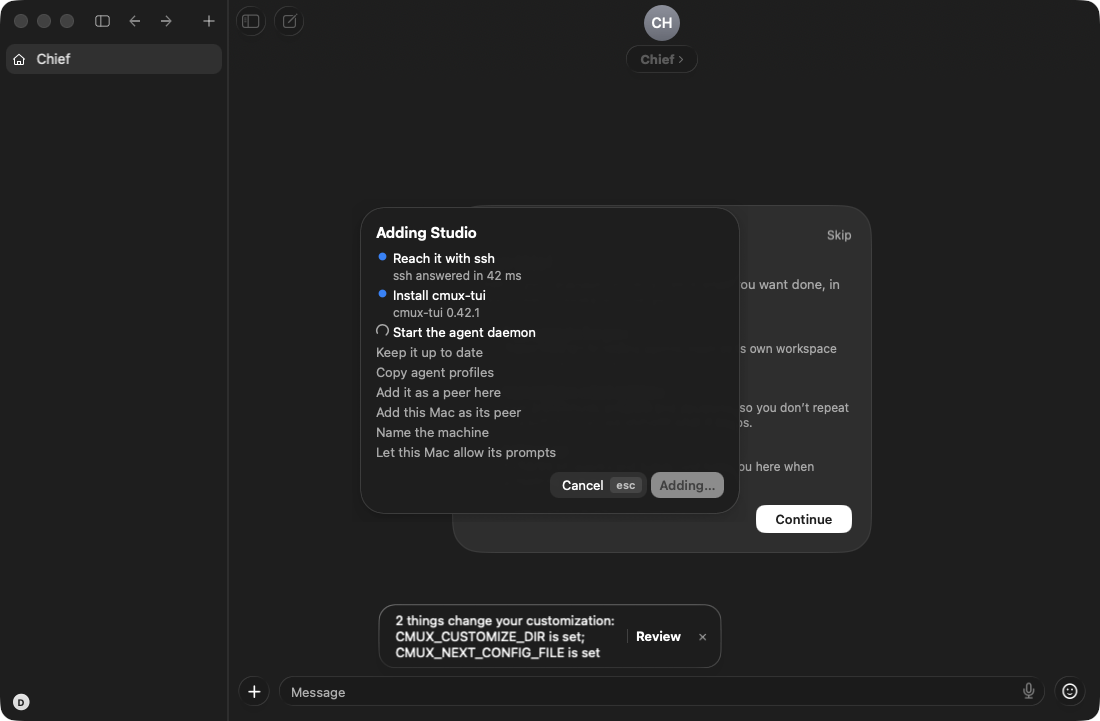 Chief
CH
Chief
Skip
ou want done, in
s own workspace
so you don't repeat
os.
ou here when
Continue
Adding Studio
Reach it with ssh
ssh answered in 42 ms
Install cmux-tui
cmux-tui 0.42.1
Start the agent daemon
Keep it up to date
Copy agent profiles
Add it as a peer here
Add this Mac as its peer
Name the machine
Let this Mac allow its prompts
Cancel esc Adding...
2 things change your customization:
CMUX_CUSTOMIZE_DIR is set;
CMUX_NEXT_CONFIG_FILE is set
Review
Message
D